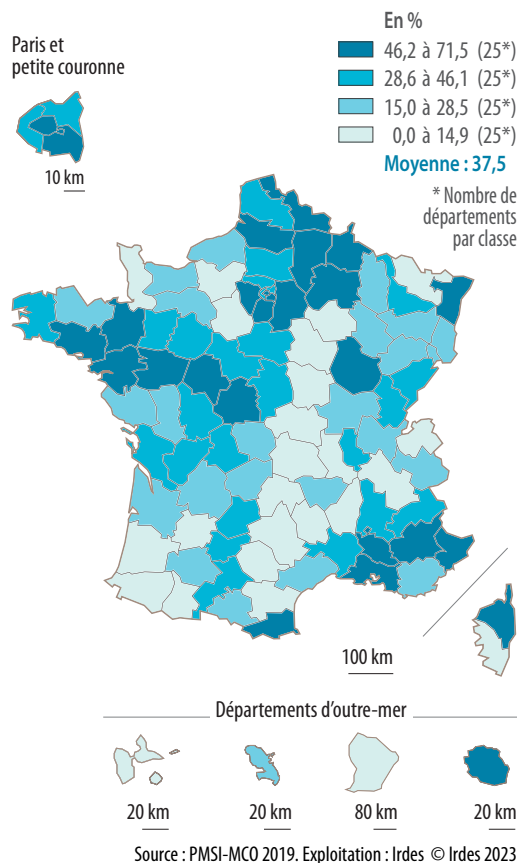 En %
46,2 à 71,5 (25*)
28,6 à 46,1 (25*)
15,0 à 28,5 (25*)
0,0 à 14,9 (25*)
Moyenne : 37,5
* Nombre de
départements
par classe
Paris et
petite couronne
10 km
100 km
Départements d'outre-mer
20 km
20 km
80 km
20 km
Source : PMSI-MCO 2019. Exploitation : Irdes © Irdes 2023